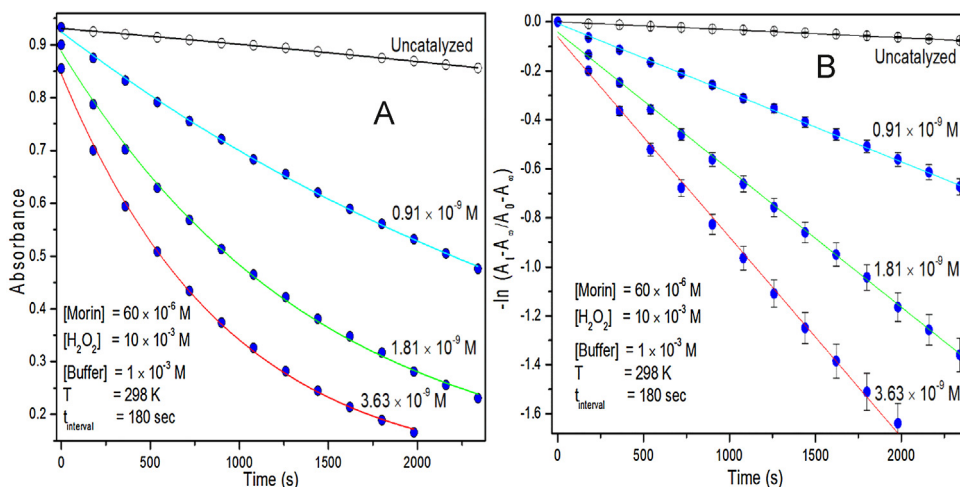 A
Absorbance
0.9
0.8
0.7
0.6
0.5
0.4
0.3
0.2
Uncatalyzed
0.91 × 10⁻⁹ M
1.81 × 10⁻⁹ M
3.63 × 10⁻⁹ M
[Morin] = 60 × 10⁻⁶ M
[H₂O₂] = 10 × 10⁻³ M
[Buffer] = 1 × 10⁻³ M
T = 298 K
t_interval = 180 sec
0 500 1000 1500 2000
Time (s)
B
-ln (A_t-A_∞/A_0-A_∞)
-0.0
-0.2
-0.4
-0.6
-0.8
-1.0
-1.2
-1.4
-1.6
Uncatalyzed
0.91 × 10⁻⁹ M
1.81 × 10⁻⁹ M
3.63 × 10⁻⁹ M
[Morin] = 60 × 10⁻⁶ M
[H₂O₂] = 10 × 10⁻³ M
[Buffer] = 1 × 10⁻³ M
T = 298 K
t_interval = 180 sec
0 500 1000 1500 2000
Time (s)